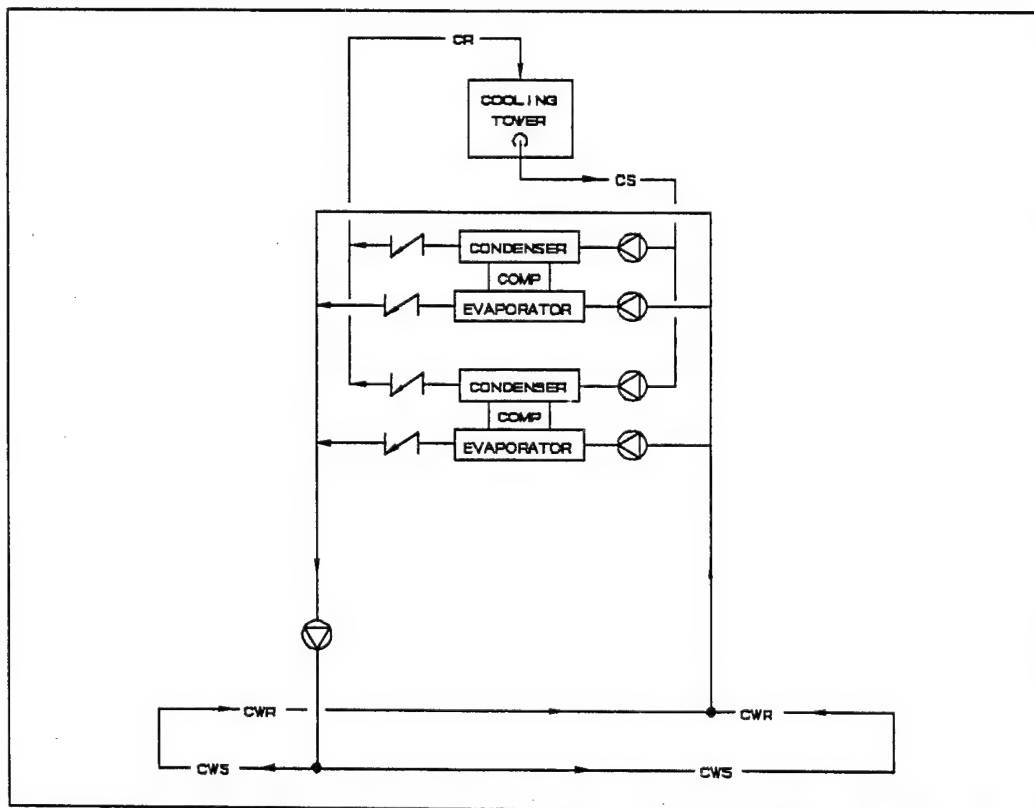 CR
COOLING
TOWER
CS
CONDENSER
COMP
EVAPORATOR
CONDENSER
COMP
EVAPORATOR
CWR
CWR
CWS
CWS